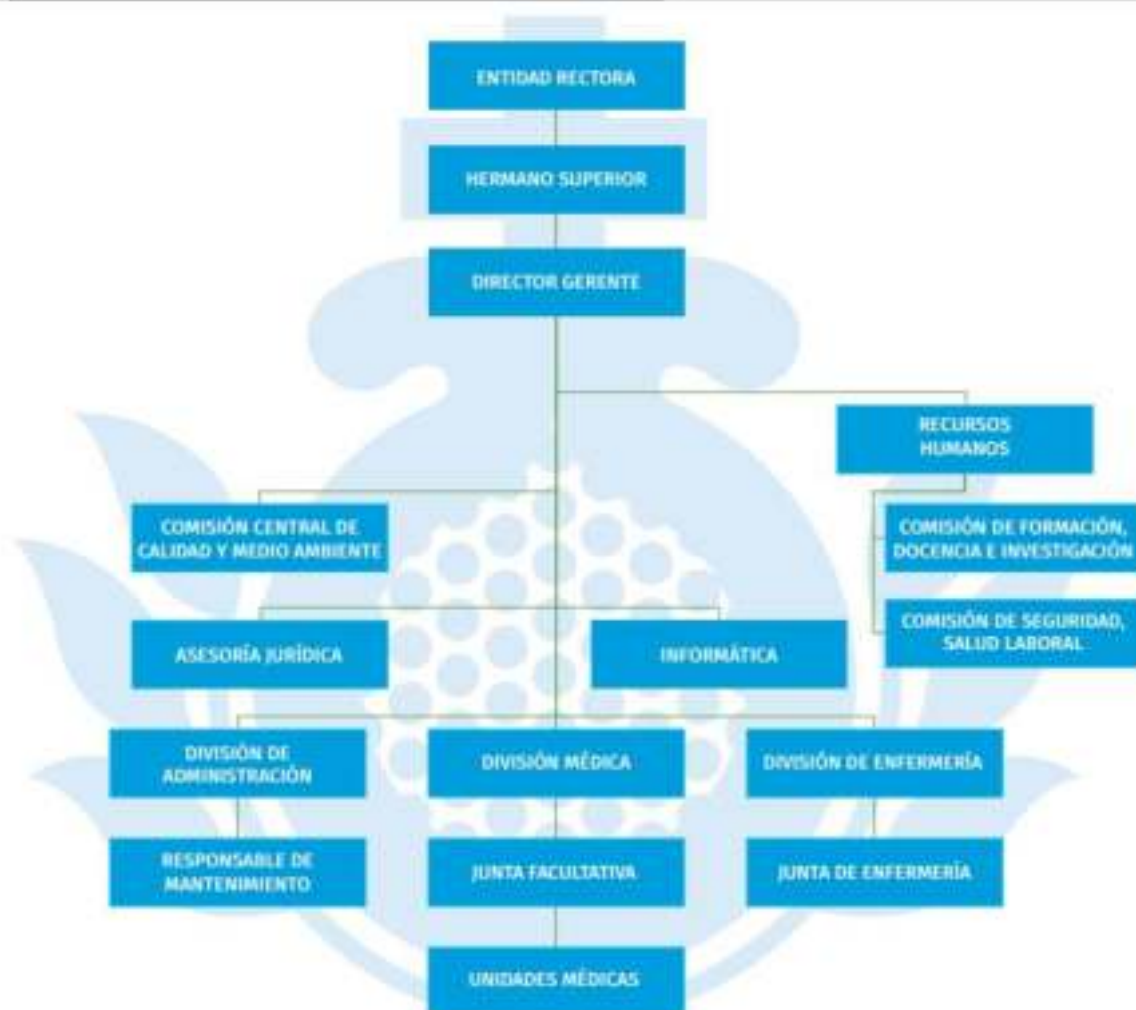 ENTIDAD RECTORA
HERMANO SUPERIOR
DIRECTOR GERENTE
RECURSOS
HUMANOS
COMISIÓN CENTRAL DE
CALIDAD Y MEDIO AMBIENTE
COMISIÓN DE FORMACIÓN,
DOCENCIA E INVESTIGACIÓN
COMISIÓN DE SEGURIDAD,
SALUD LABORAL
ASESORÍA JURÍDICA
INFORMÁTICA
DIVISIÓN DE
ADMINISTRACIÓN
DIVISIÓN MÉDICA
DIVISIÓN DE ENFERMERÍA
RESPONSABLE DE
MANTENIMIENTO
JUNTA FACULTATIVA
JUNTA DE ENFERMERÍA
UNIDADES MÉDICAS